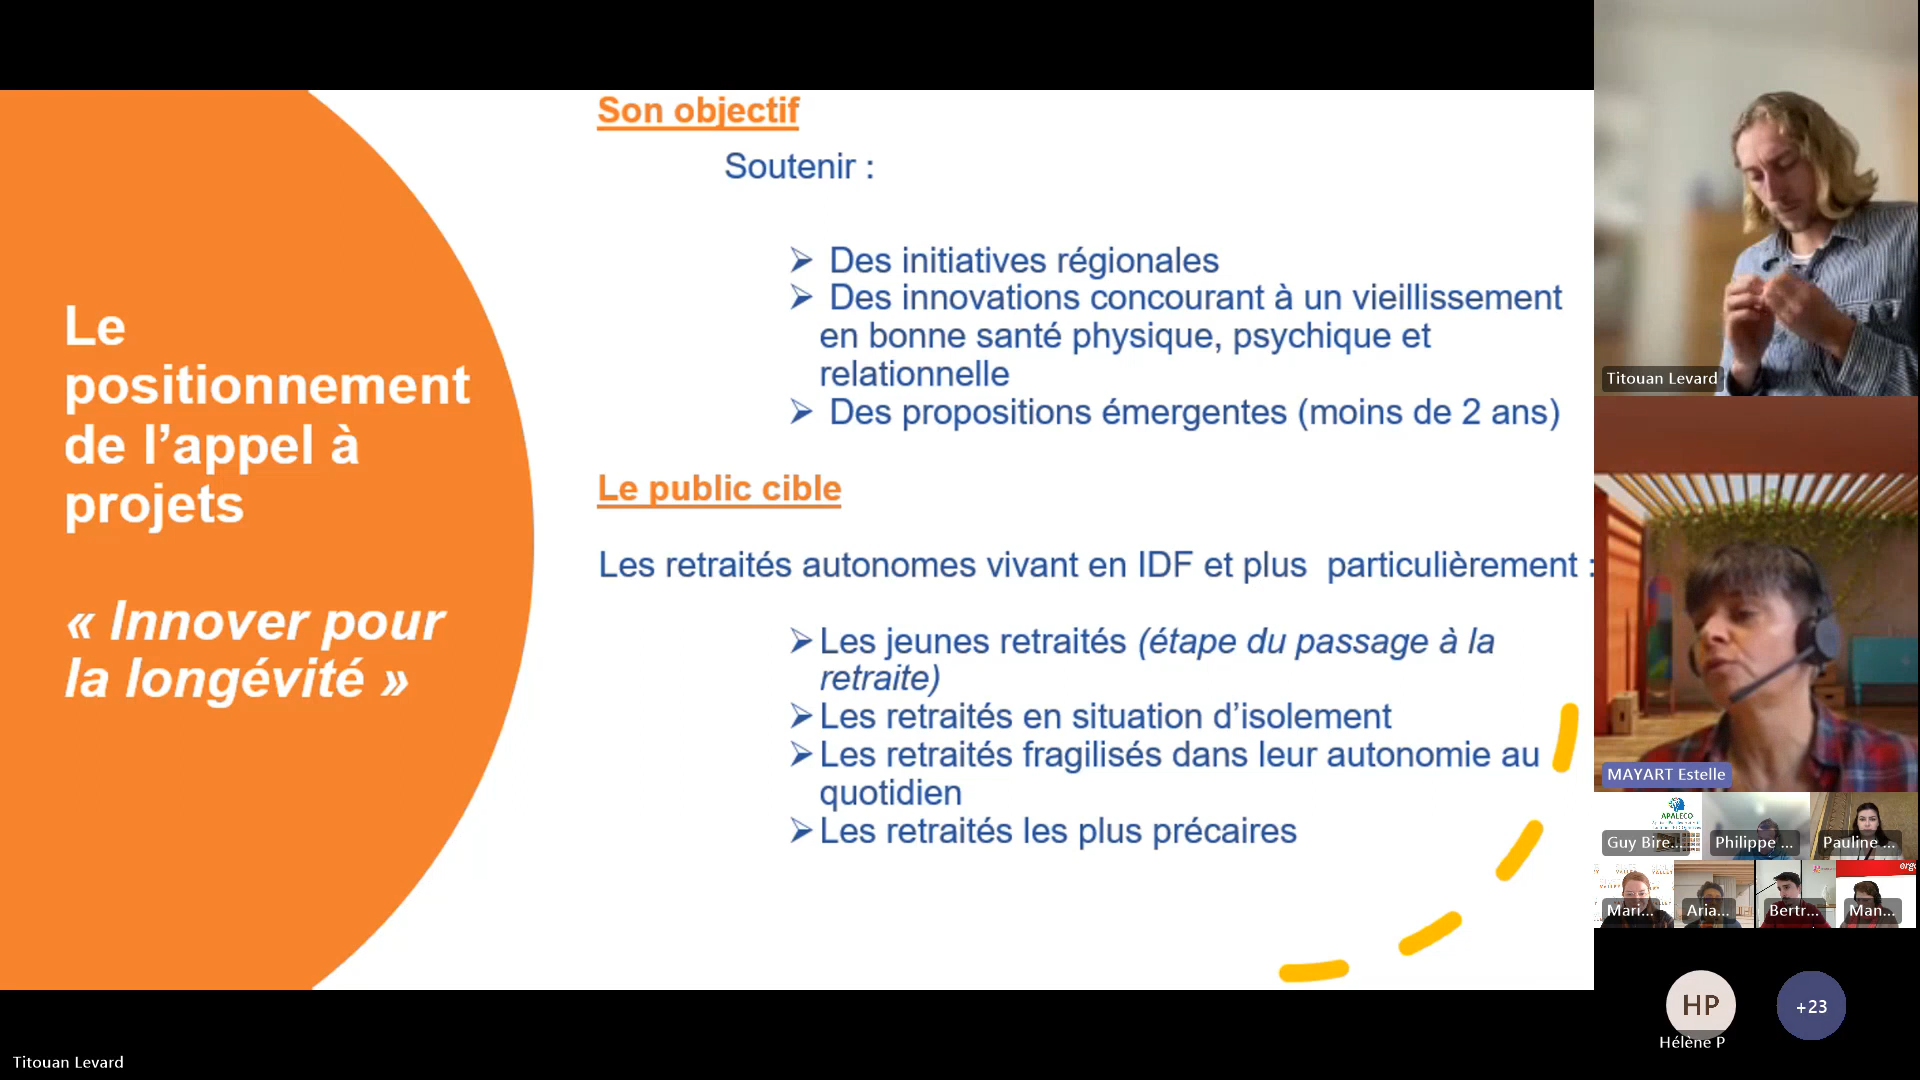 Le
positionnement
de l’appel à
projets
« Innover pour
la longévité »
Son objectif
Soutenir :
➢ Des initiatives régionales
➢ Des innovations concourant à un vieillissement
en bonne santé physique, psychique et
relationnelle
➢ Des propositions émergentes (moins de 2 ans)
Le public cible
Les retraités autonomes vivant en IDF et plus particulièrement :
➢ Les jeunes retraités (étape du passage à la
retraite)
➢ Les retraités en situation d’isolement
➢ Les retraités fragilisés dans leur autonomie au
quotidien
➢ Les retraités les plus précaires
Titouan Levard
MAYART Estelle
APALECO
Guy Bire...
Philippe ...
Pauline ...
VALLEY
Mari...
Aria...
Bertr...
Man...
HP
+23
Hélène P
Titouan Levard